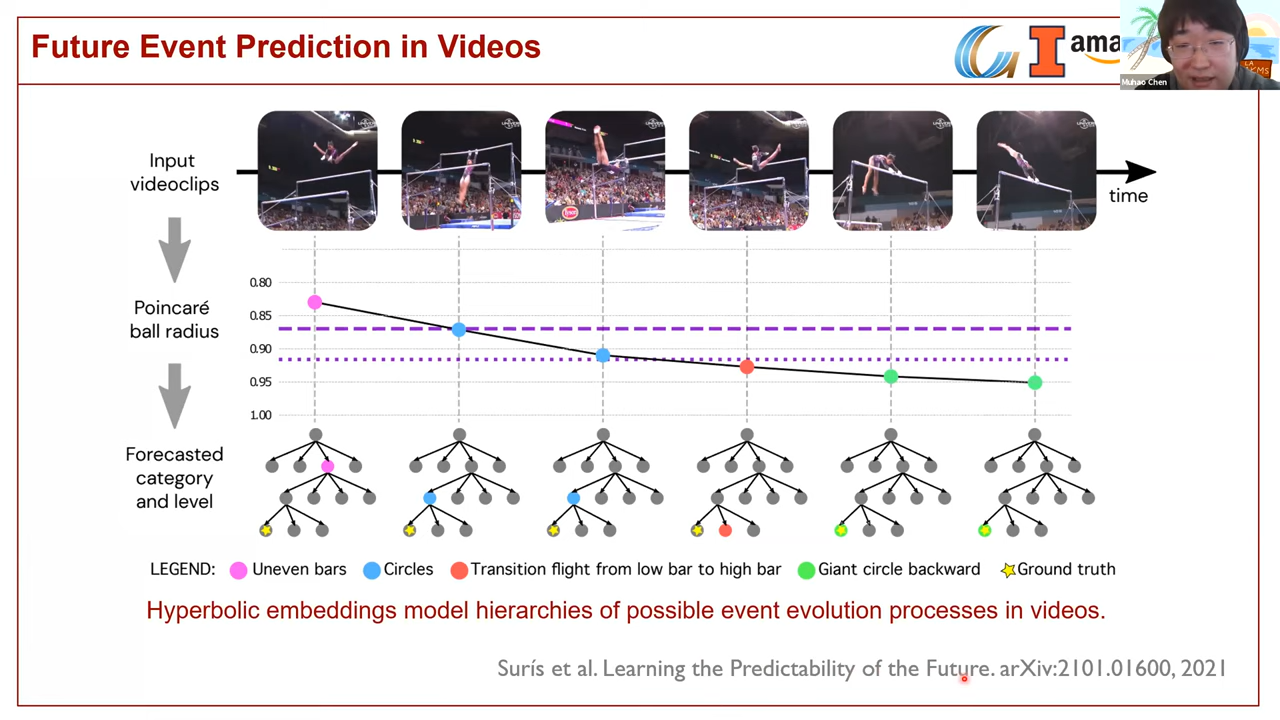 Future Event Prediction in Videos
ama
Muhao Chen
LA
KMS
Input
videoclips
time
Poincaré
ball radius
0.80
0.85
0.90
0.95
1.00
Forecasted
category
and level
LEGEND: Uneven bars Circles Transition flight from low bar to high bar Giant circle backward Ground truth
Hyperbolic embeddings model hierarchies of possible event evolution processes in videos.
Surís et al. Learning the Predictability of the Future. arXiv:2101.01600, 2021